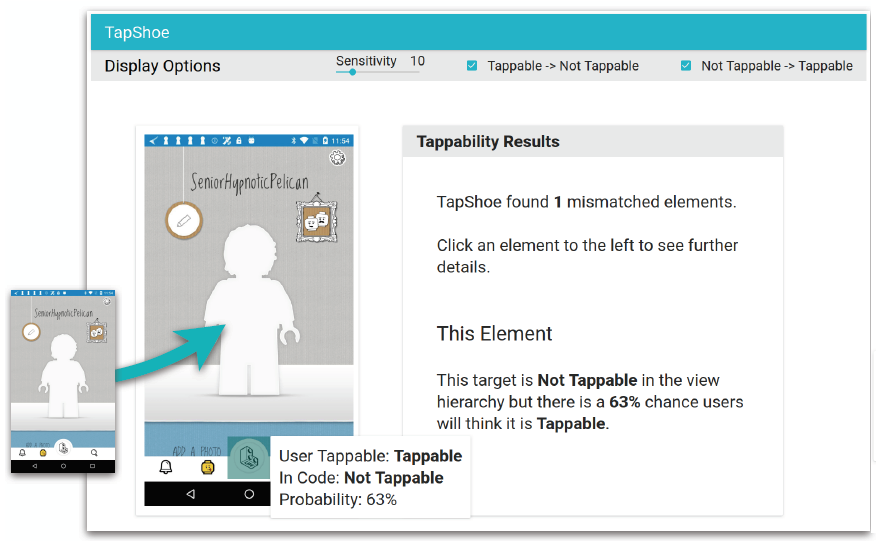 TapShoe
Display Options
Sensitivity 10
Tappable -> Not Tappable
Not Tappable -> Tappable
11:54
SeniorHypnoticPelican
ADD A PHOTO
User Tappable: Tappable
In Code: Not Tappable
Probability: 63%
Tappability Results
TapShoe found 1 mismatched elements.
Click an element to the left to see further
details.
This Element
This target is Not Tappable in the view
hierarchy but there is a 63% chance users
will think it is Tappable.
SeniorHypnoticPelican
ADD A PHOTO